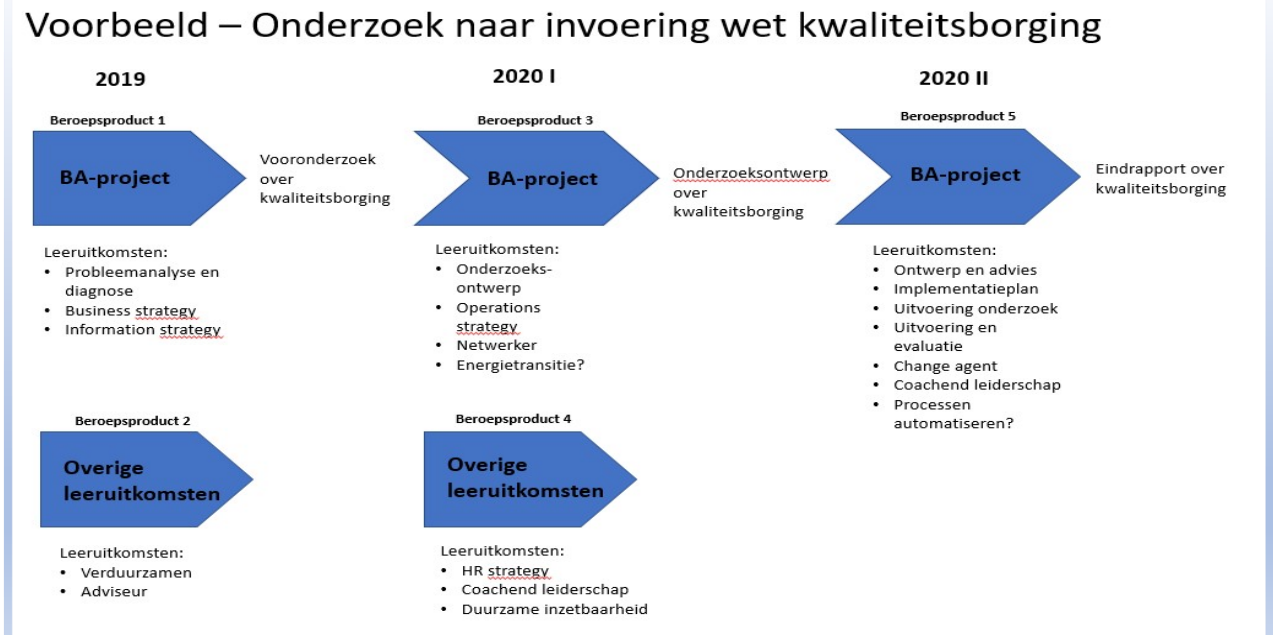 Voorbeeld – Onderzoek naar invoering wet kwaliteitsborging
2019
Beroepsproduct 1
BA-project
Vooronderzoek
over
kwaliteitsborging
Leeruitkomsten:
• Probleemanalyse en
diagnose
• Business strategy
• Information strategy
Beroepsproduct 2
Overige
leeruitkomsten
Leeruitkomsten:
• Verduurzamen
• Adviseur
2020 I
Beroepsproduct 3
BA-project
Onderzoeksontwerp
over
kwaliteitsborging
Leeruitkomsten:
• Onderzoeks-
ontwerp
• Operations
strategy
• Netwerker
• Energietransitie?
Beroepsproduct 4
Overige
leeruitkomsten
Leeruitkomsten:
• HR strategy
• Coachend leiderschap
• Duurzame inzetbaarheid
2020 II
Beroepsproduct 5
BA-project
Eindrapport over
kwaliteitsborging
Leeruitkomsten:
• Ontwerp en advies
• Implementatieplan
• Uitvoering onderzoek
• Uitvoering en
evaluatie
• Change agent
• Coachend leiderschap
• Processen
automatiseren?